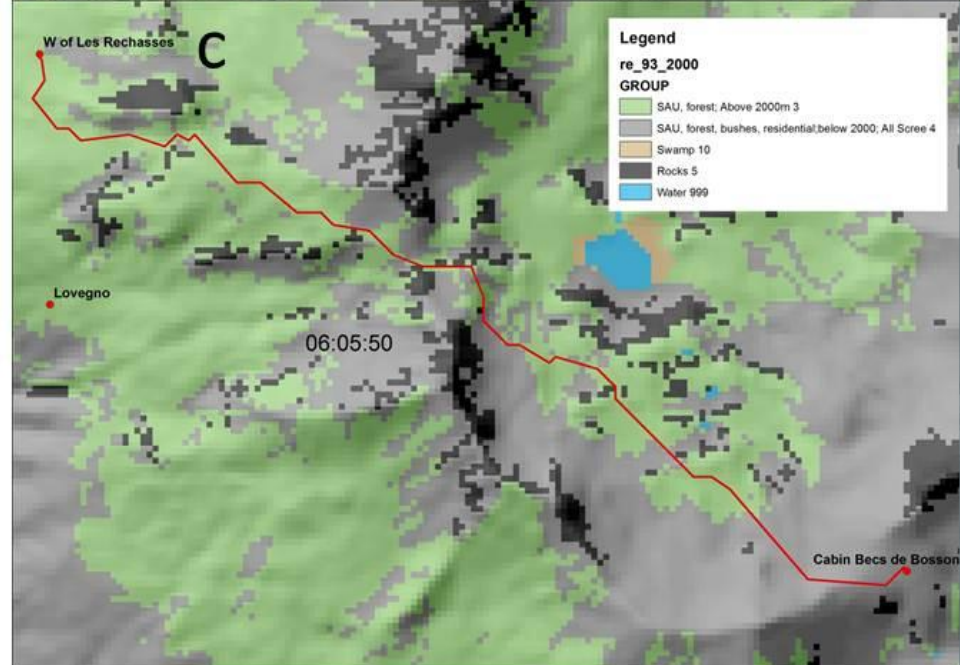 W of Les Rechasses
C
Legend
re_93_2000
GROUP
SAU, forest; Above 2000m 3
SAU, forest, bushes, residential;below 2000; All Scree 4
Swamp 10
Rocks 5
Water 999
Lovegno
06:05:50
Cabin Becs de Bosson